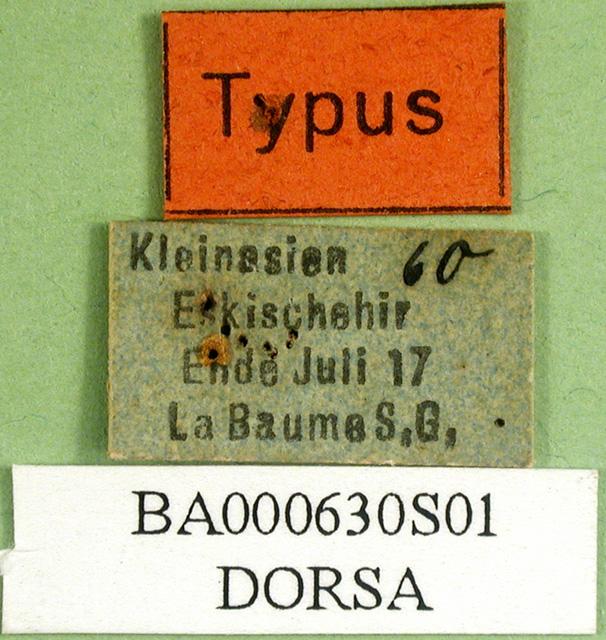 Typus
Kleinasien 60
Eskischehir
Ende Juli 17
La Baume S.G.
BA000630S01
DORSA